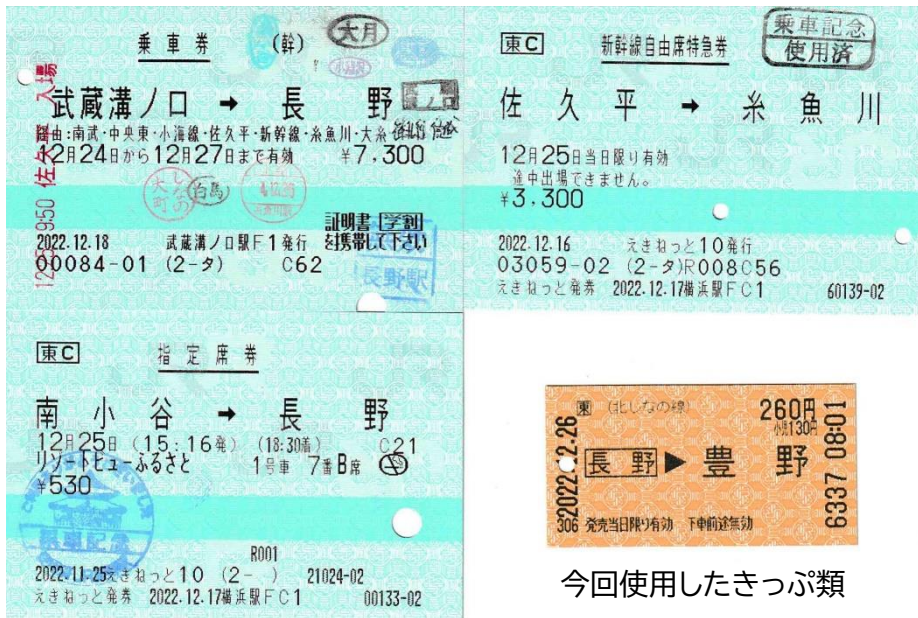 乗車券
(幹)
大月
武蔵溝ノ口 → 長野
経由:南武・中央東・小海線・佐久平・新幹線・糸魚川・大糸
12月24日から12月27日まで有効 ¥7,300
佐久平 入場
白馬
2022.12.18 武蔵溝ノ口駅F1発行
証明書 学割
を携帯して下さい
00084-01 (2-タ) C62
長野駅
東C 新幹線自由席特急券
乗車記念
使用済
佐久平 → 糸魚川
12月25日当日限り有効
途中出場できません。
¥3,300
2022.12.16 えきねっと10発行
03059-02 (2-タ)R008C56
えきねっと発券 2022.12.17横浜駅FC1 60139-02
東C 指定席券
南小谷 → 長野
12月25日 (15:16発) (18:30着) C21
リゾートビューふるさと 1号車 7番B席
¥530
乗車記念
R001
2022.11.25えきねっと10 (2- ) 21024-02
えきねっと発券 2022.12.17横浜駅FC1 00133-02
2022.12.26
東 (北しなの線) 260円
小児130円
長野 ▶ 豊野
306 発売当日限り有効 下車前途無効
6337 08:01
今回使用したきっぷ類